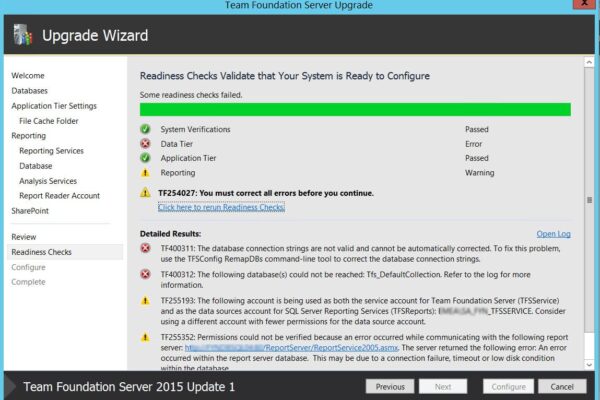 Team Foundation Server Upgrade
x
Upgrade Wizard
Welcome
Databases
Application Tier Settings
File Cache Folder
Reporting
Reporting Services
Database
Analysis Services
Report Reader Account
SharePoint
Review
Readiness Checks
Configure
Complete
Readiness Checks Validate that Your System is Ready to Configure
Some readiness checks failed.
System Verifications Passed
Data Tier Error
Application Tier Passed
Reporting Warning
TF254027: You must correct all errors before you continue.
Click here to rerun Readiness Checks
Detailed Results: Open Log
TF400311: The database connection strings are not valid and cannot be automatically corrected. To fix this problem,
use the TFSConfig RemapDBs command-line tool to correct the database connection strings.
TF400312: The following database(s) could not be reached: Tfs_DefaultCollection. Refer to the log for more
information.
TF255193: The following account is being used as both the service account for Team Foundation Server (TFSService)
and as the data sources account for SQL Server Reporting Services (TFSReports): _TFSSERVICE. Consider
using a different account with fewer permissions for the data source account.
TF255352: Permissions could not be verified because an error occurred while communicating with the following report
server: /ReportServer/ReportService2005.asmx. The server returned the following error: An error
occurred within the report server database. This may be due to a connection failure, timeout or low disk condition
within the database.
Team Foundation Server 2015 Update 1
Previous Next Configure Cancel